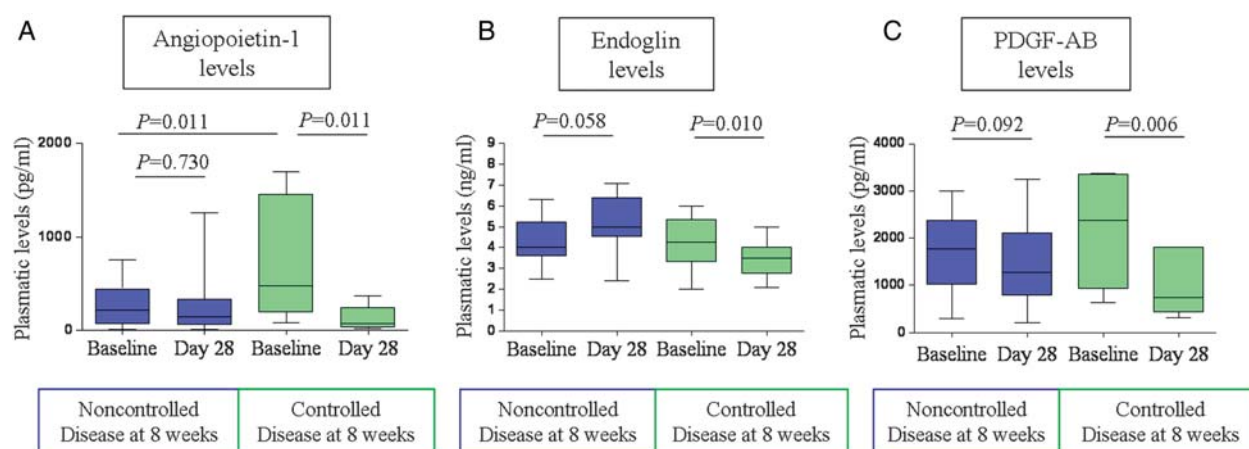 A
Angiopoietin-1
levels
P=0.011
P=0.011
P=0.730
Plasmatic levels (pg/ml)
2000
1000
0
Baseline Day 28 Baseline Day 28
Noncontrolled
Disease at 8 weeks
Controlled
Disease at 8 weeks
B
Endoglin
levels
P=0.058
P=0.010
Plasmatic levels (ng/ml)
9
8
7
6
5
4
3
2
1
0
Baseline Day 28 Baseline Day 28
Noncontrolled
Disease at 8 weeks
Controlled
Disease at 8 weeks
C
PDGF-AB
levels
P=0.092
P=0.006
Plasmatic levels (pg/ml)
4000
3000
2000
1000
0
Baseline Day 28 Baseline Day 28
Noncontrolled
Disease at 8 weeks
Controlled
Disease at 8 weeks